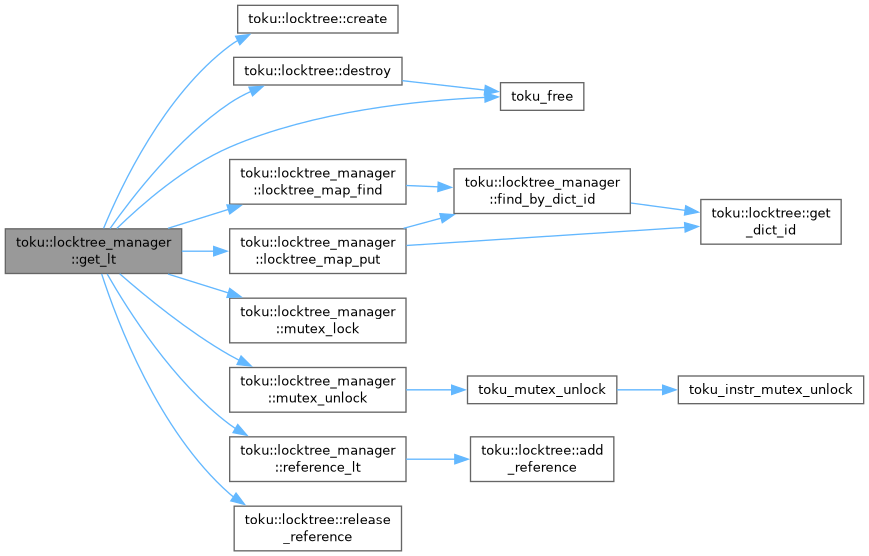 toku::locktree::create
toku::locktree::destroy
toku_free
toku::locktree_manager
::locktree_map_find
toku::locktree_manager
::find_by_dict_id
toku::locktree::get
_dict_id
toku::locktree_manager
::get_lt
toku::locktree_manager
::locktree_map_put
toku::locktree_manager
::mutex_lock
toku::locktree_manager
::mutex_unlock
toku_mutex_unlock
toku_instr_mutex_unlock
toku::locktree_manager
::reference_lt
toku::locktree::add
_reference
toku::locktree::release
_reference